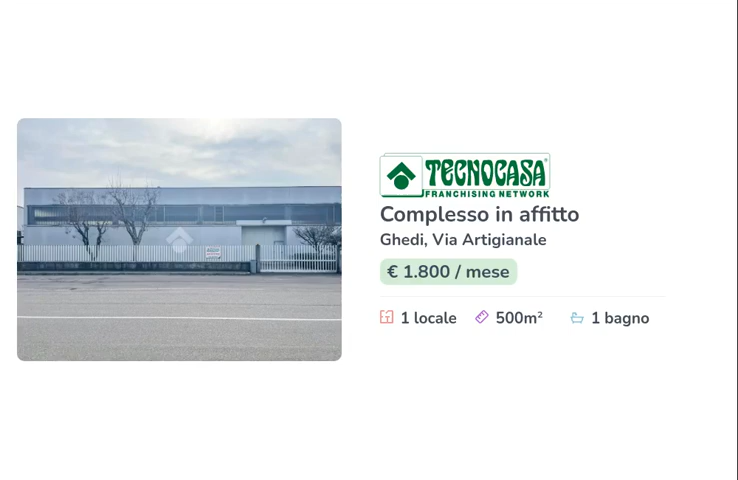 TECNOCASA
FRANCHISING NETWORK
Complesso in affitto
Ghedi, Via Artigianale
€ 1.800 / mese
1 locale 500m² 1 bagno